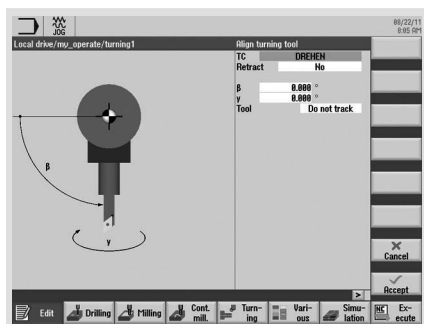 JOG
08/22/11
8:05 AM
Local drive/my_operate/turning1
Align turning tool
TC DREHEN
Retract No
β 0.000 °
γ 0.000 °
Tool Do not track
β
γ
Cancel
Accept
Edit
Drilling
Milling
Cont. mill.
Turn- ing
Vari- ous
Simu- lation
NC Ex- ecute